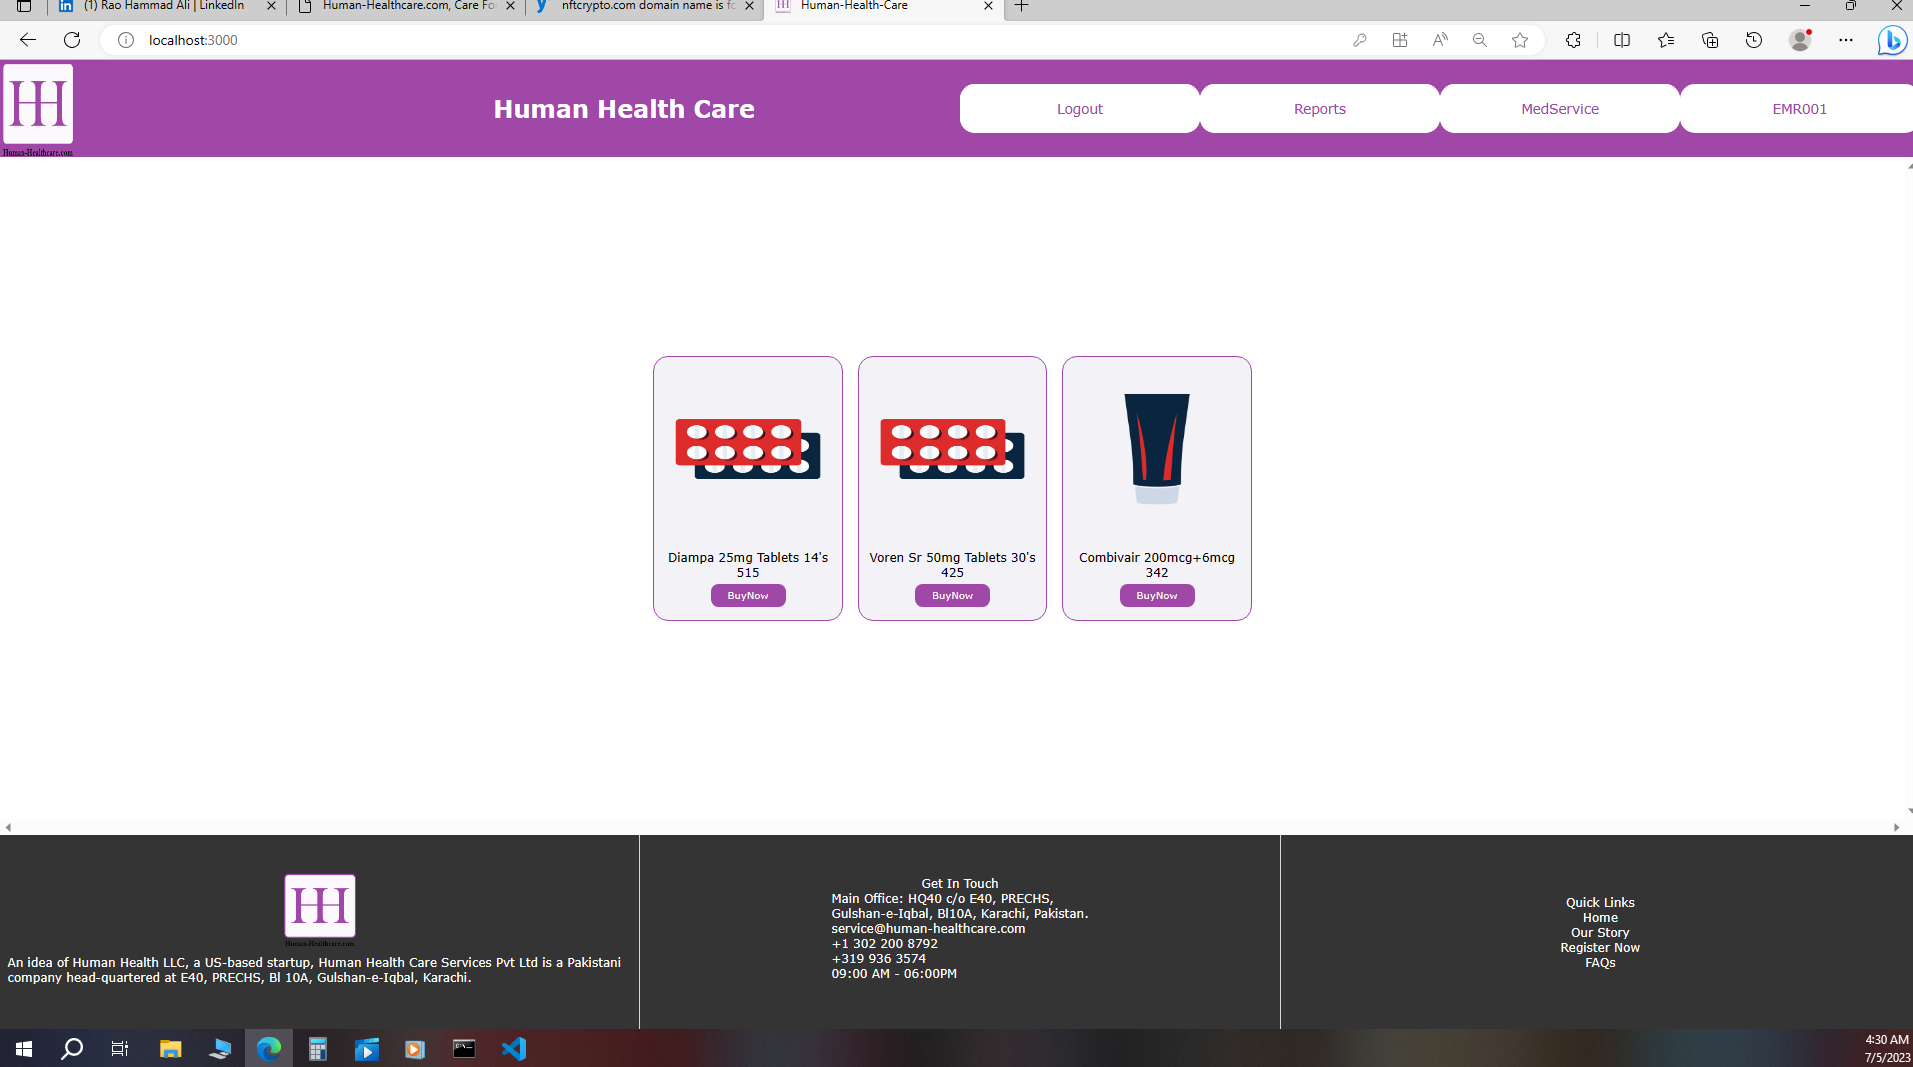 (1) Rao Hammad Ali | LinkedIn
Human-Healthcare.com, Care Fo
nftcrypto.com domain name is fo
Human-Health-Care
localhost:3000
Human-Healthcare.com
Human Health Care
Logout
Reports
MedService
EMR001
Diampa 25mg Tablets 14's
515
BuyNow
Voren Sr 50mg Tablets 30's
425
BuyNow
Combivair 200mcg+6mcg
342
BuyNow
Human-Healthcare.com
An idea of Human Health LLC, a US-based startup, Human Health Care Services Pvt Ltd is a Pakistani
company head-quartered at E40, PRECHS, Bl 10A, Gulshan-e-Iqbal, Karachi.
Get In Touch
Main Office: HQ40 c/o E40, PRECHS,
Gulshan-e-Iqbal, Bl10A, Karachi, Pakistan.
service@human-healthcare.com
+1 302 200 8792
+319 936 3574
09:00 AM - 06:00PM
Quick Links
Home
Our Story
Register Now
FAQs
4:30 AM
7/5/2023